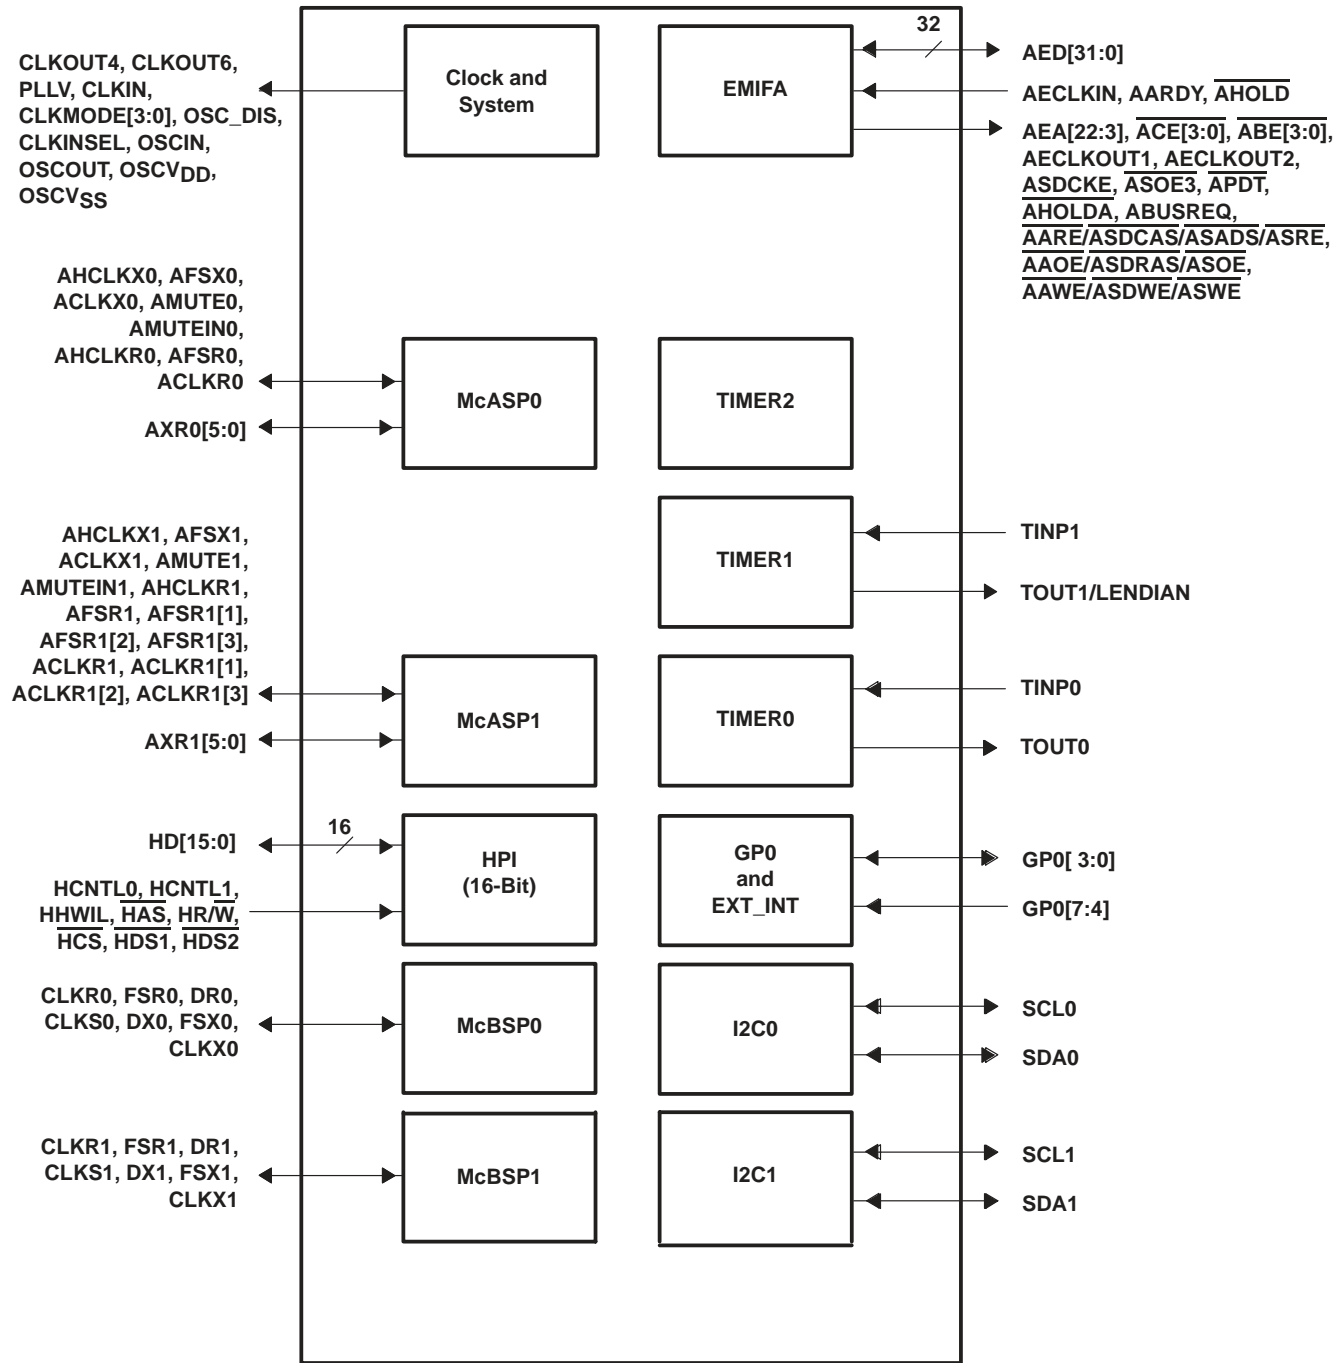 CLKOUT4, CLKOUT6,
PLLV, CLKIN,
CLKMODE[3:0], OSC_DIS,
CLKINSEL, OSCIN,
OSCOUT, OSCVDD,
OSCVSS
Clock and
System
EMIFA
32
AED[31:0]
AECLKIN, AARDY, AHOLD
AEA[22:3], ACE[3:0], ABE[3:0],
AECLKOUT1, AECLKOUT2,
ASDCKE, ASOE3, APDT,
AHOLDA, ABUSREQ,
AARE/ASDCAS/ASADS/ASRE,
AAOE/ASDRAS/ASOE,
AAWE/ASDWE/ASWE
AHCLKX0, AFSX0,
ACLKX0, AMUTE0,
AMUTEIN0,
AHCLKR0, AFSR0,
ACLKR0
AXR0[5:0]
McASP0
TIMER2
TIMER1
TINP1
TOUT1/LENDIAN
AHCLKX1, AFSX1,
ACLKX1, AMUTE1,
AMUTEIN1, AHCLKR1,
AFSR1, AFSR1[1],
AFSR1[2], AFSR1[3],
ACLKR1, ACLKR1[1],
ACLKR1[2], ACLKR1[3]
AXR1[5:0]
McASP1
TIMER0
TINP0
TOUT0
HD[15:0]
16
HCNTL0, HCNTL1,
HHWIL, HAS, HR/W,
HCS, HDS1, HDS2
HPI
(16-Bit)
GP0
and
EXT_INT
GP0[ 3:0]
GP0[7:4]
CLKR0, FSR0, DR0,
CLKS0, DX0, FSX0,
CLKX0
McBSP0
I2C0
SCL0
SDA0
CLKR1, FSR1, DR1,
CLKS1, DX1, FSX1,
CLKX1
McBSP1
I2C1
SCL1
SDA1